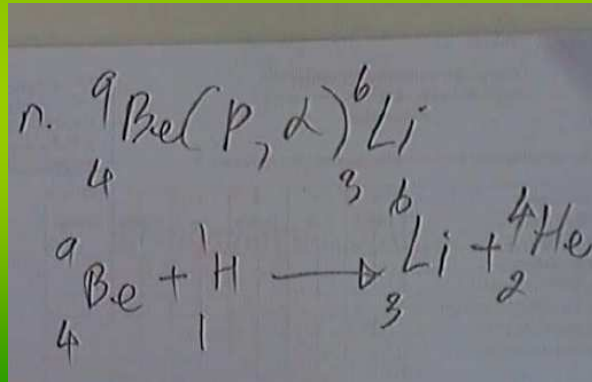 n. ⁹₄Be(p,α)⁶₃Li
⁹₄Be + ¹₁H → ⁶₃Li + ⁴₂He